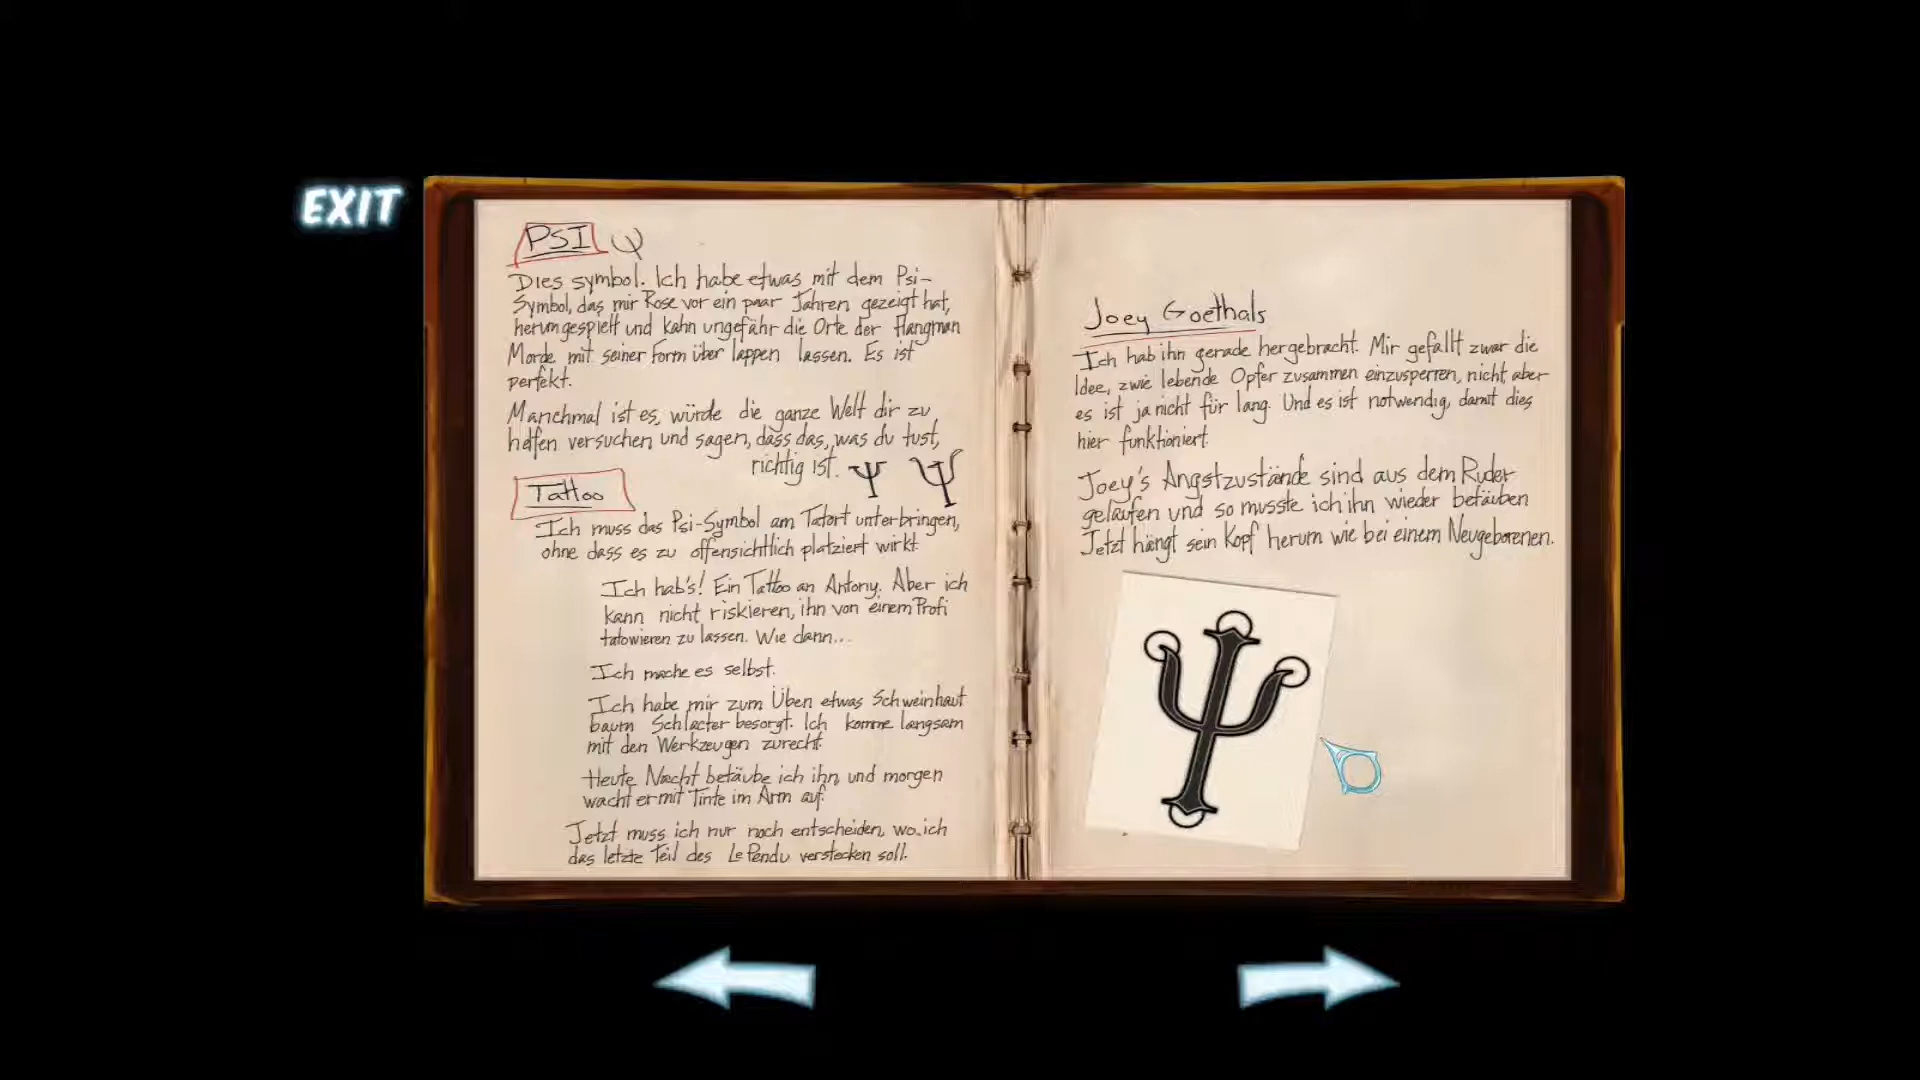 EXIT
PSI
Dies symbol. Ich habe etwas mit dem Psi-
Symbol, das mir Rose vor ein paar Jahren gezeigt hat,
herumgespielt und kahn ungefähr die Orte der Hangman
Morde mit seiner Form über lappen lassen. Es ist
perfekt.
Manchmal ist es, würde die ganze Welt dir zu
helfen versuchen und sagen, dass das, was du tust,
richtig ist. Ψ Ψ
Tattoo
Ich muss das Psi-Symbol am Tatort unterbringen,
ohne dass es zu offensichtlich platziert wirkt.
Ich hab's! Ein Tattoo an Antony. Aber ich
kann nicht riskieren, ihn von einem Profi
tatowieren zu lassen. Wie dann...
Ich mache es selbst.
Ich habe mir zum Üben etwas Schweinhaut
baum Schlacter besorgt. Ich komme langsam
mit den Werkzeugen zurecht.
Heute Nacht betäube ich ihn, und morgen
wacht er mit Tinte im Arm auf.
Jetzt muss ich nur noch entscheiden, wo ich
das letzte Teil des Le Pendu verstecken soll.
Joey Goethals
Ich hab ihn gerade hergebracht. Mir gefällt zwar die
Idee, zwie lebende Opfer zusammen einzusperren, nicht, aber
es ist ja nicht für lang. Und es ist notwendig, damit dies
hier funktioniert.
Joey's Angstzustände sind aus dem Ruder
gelaufen und so musste ich ihn wieder betäuben
Jetzt hängt sein Kopf herum wie bei einem Neugeborenen.
Ψ